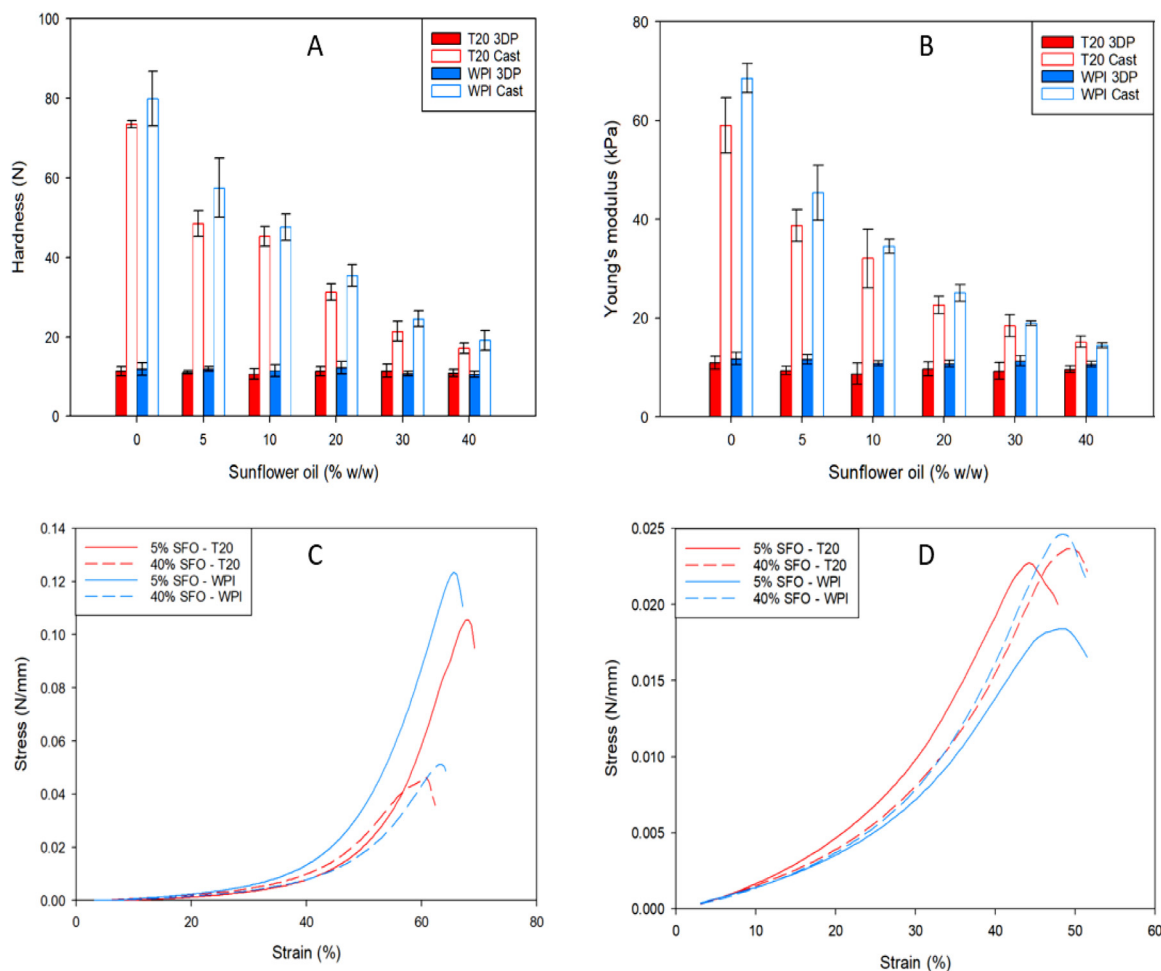 A
T20 3DP
T20 Cast
WPI 3DP
WPI Cast
100
80
60
40
20
0
Hardness (N)
0 5 10 20 30 40
Sunflower oil (% w/w)
B
T20 3DP
T20 Cast
WPI 3DP
WPI Cast
80
60
40
20
0
Young's modulus (kPa)
0 5 10 20 30 40
Sunflower oil (% w/w)
C
5% SFO - T20
40% SFO - T20
5% SFO - WPI
40% SFO - WPI
0.14
0.12
0.10
0.08
0.06
0.04
0.02
0.00
Stress (N/mm)
0 20 40 60 80
Strain (%)
D
5% SFO - T20
40% SFO - T20
5% SFO - WPI
40% SFO - WPI
0.025
0.020
0.015
0.010
0.005
0.000
Stress (N/mm)
0 10 20 30 40 50 60
Strain (%)